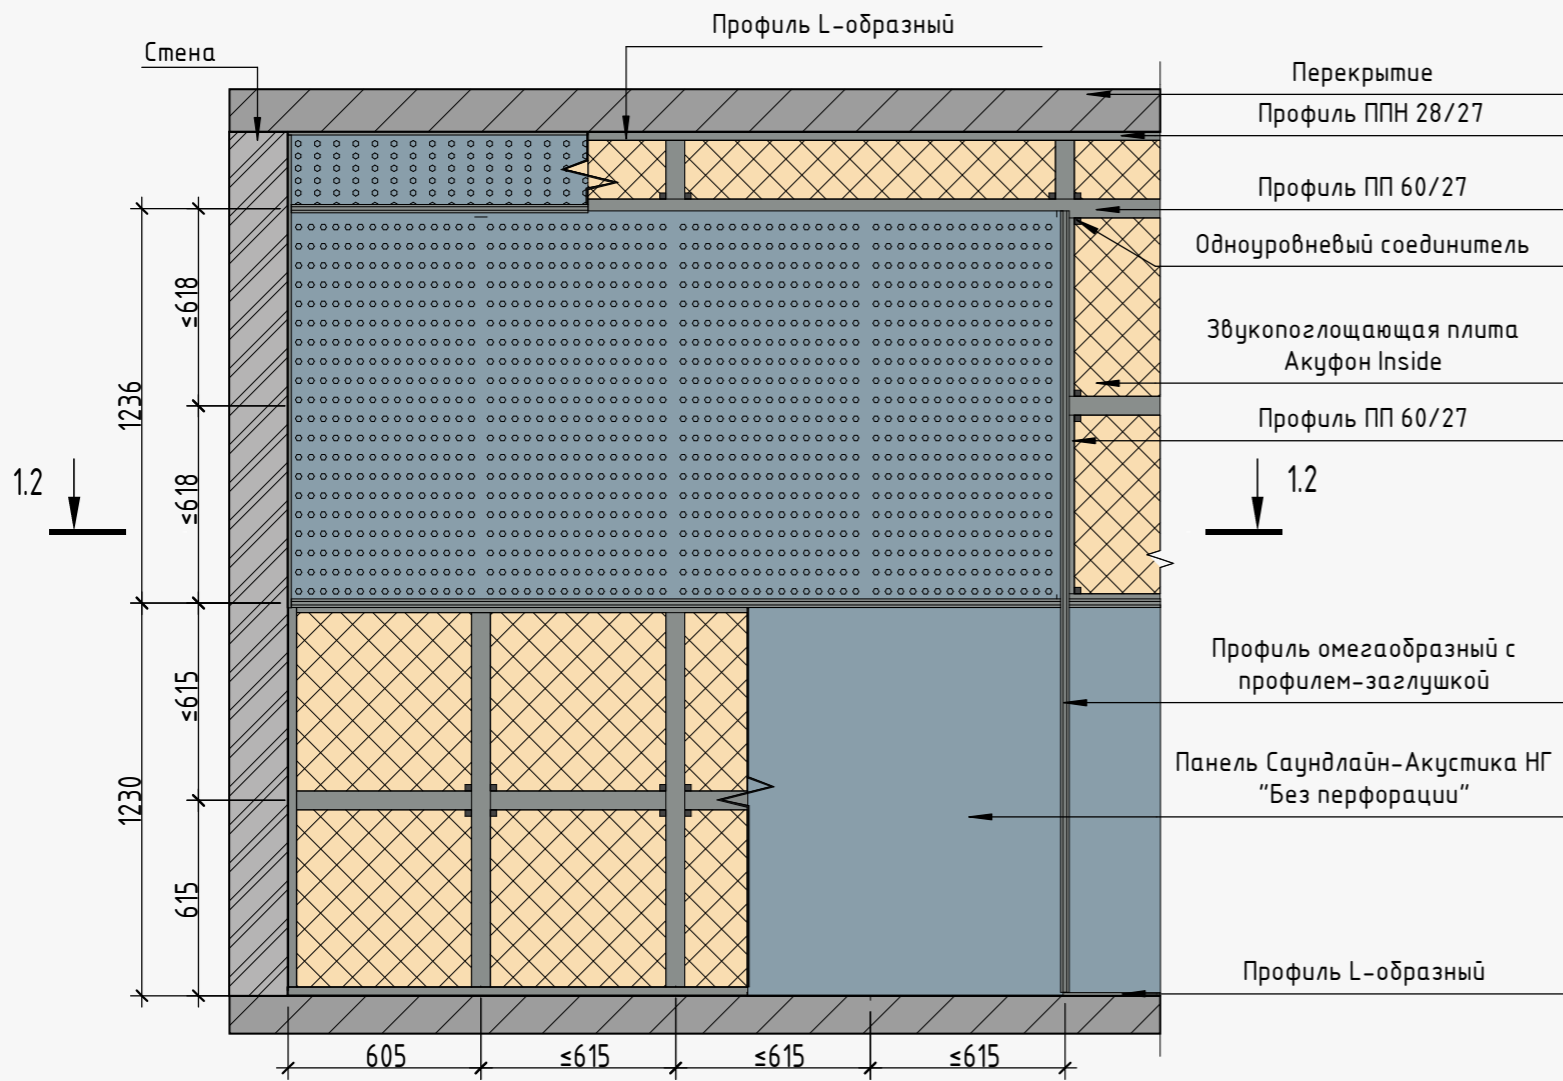 Профиль L-образный
Стена
Перекрытие
Профиль ППН 28/27
Профиль ПП 60/27
Одноуровневый соединитель
Звукопоглощающая плита
Акуфон Inside
Профиль ПП 60/27
1.2
1.2
Профиль омегаобразный с
профилем-заглушкой
Панель Саундлайн-Акустика НГ
"Без перфорации"
Профиль L-образный
1236
1230
≤618
≤618
≤615
615
605
≤615
≤615
≤615